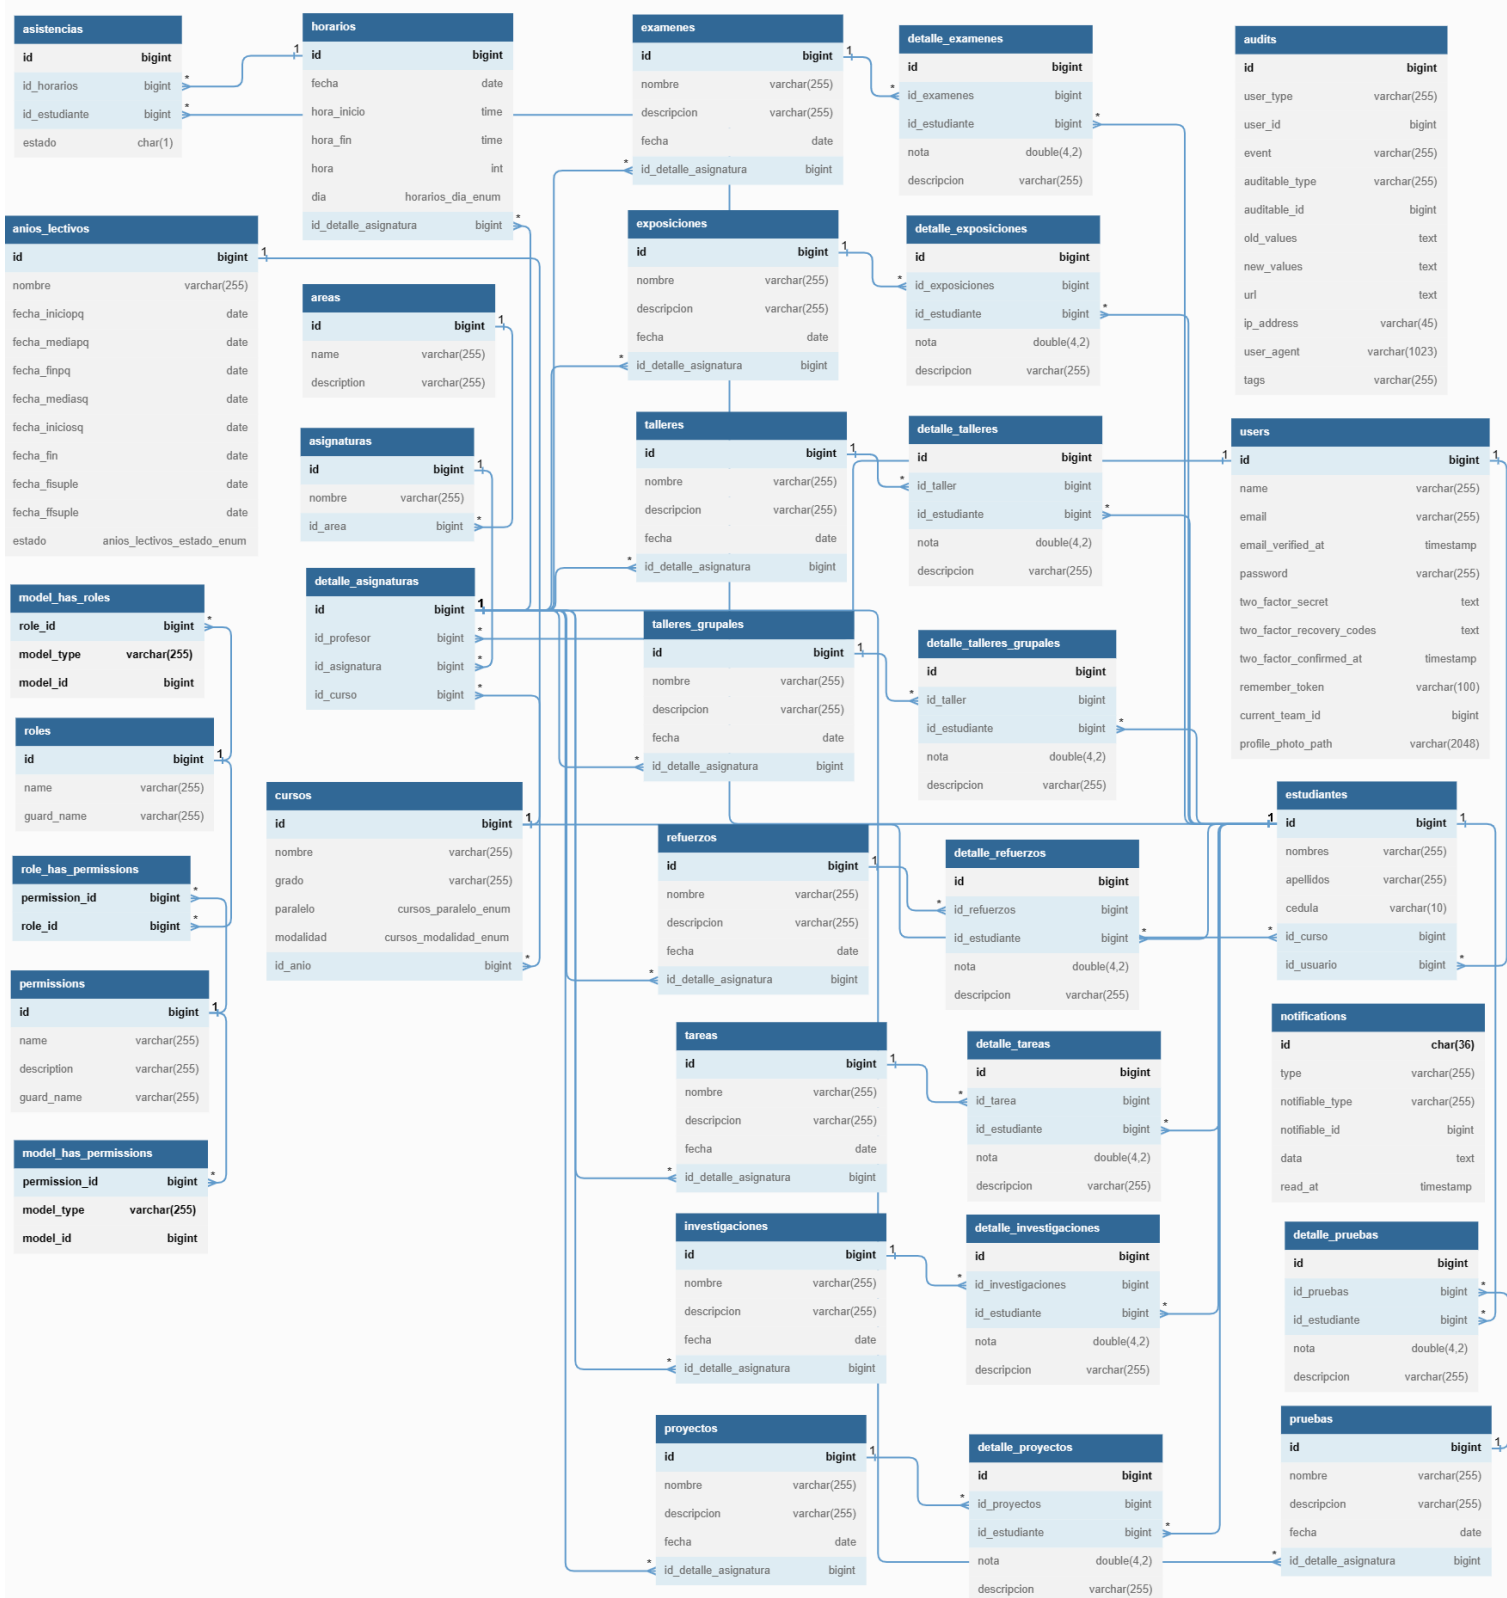 asistencias
id bigint
id_horarios bigint
id_estudiante bigint
estado char(1)
horarios
id bigint
fecha date
hora_inicio time
hora_fin time
hora int
dia horarios_dia_enum
id_detalle_asignatura bigint
examenes
id bigint
nombre varchar(255)
descripcion varchar(255)
fecha date
id_detalle_asignatura bigint
detalle_examenes
id bigint
id_examenes bigint
id_estudiante bigint
nota double(4,2)
descripcion varchar(255)
audits
id bigint
user_type varchar(255)
user_id bigint
event varchar(255)
auditable_type varchar(255)
auditable_id bigint
old_values text
new_values text
url text
ip_address varchar(45)
user_agent varchar(1023)
tags varchar(255)
anios_lectivos
id bigint
nombre varchar(255)
fecha_iniciopq date
fecha_mediapq date
fecha_finpq date
fecha_mediasq date
fecha_iniciosq date
fecha_fin date
fecha_fisuple date
fecha_ffsuple date
estado anios_lectivos_estado_enum
areas
id bigint
name varchar(255)
description varchar(255)
exposiciones
id bigint
nombre varchar(255)
descripcion varchar(255)
fecha date
id_detalle_asignatura bigint
detalle_exposiciones
id bigint
id_exposiciones bigint
id_estudiante bigint
nota double(4,2)
descripcion varchar(255)
asignaturas
id bigint
nombre varchar(255)
id_area bigint
talleres
id bigint
nombre varchar(255)
descripcion varchar(255)
fecha date
id_detalle_asignatura bigint
detalle_talleres
id bigint
id_taller bigint
id_estudiante bigint
nota double(4,2)
descripcion varchar(255)
users
id bigint
name varchar(255)
email varchar(255)
email_verified_at timestamp
password varchar(255)
two_factor_secret text
two_factor_recovery_codes text
two_factor_confirmed_at timestamp
remember_token varchar(100)
current_team_id bigint
profile_photo_path varchar(2048)
detalle_asignaturas
id bigint
id_profesor bigint
id_asignatura bigint
id_curso bigint
model_has_roles
role_id bigint
model_type varchar(255)
model_id bigint
talleres_grupales
id bigint
nombre varchar(255)
descripcion varchar(255)
fecha date
id_detalle_asignatura bigint
detalle_talleres_grupales
id bigint
id_taller bigint
id_estudiante bigint
nota double(4,2)
descripcion varchar(255)
roles
id bigint
name varchar(255)
guard_name varchar(255)
cursos
id bigint
nombre varchar(255)
grado varchar(255)
paralelo cursos_paralelo_enum
modalidad cursos_modalidad_enum
id_anio bigint
refuerzos
id bigint
nombre varchar(255)
descripcion varchar(255)
fecha date
id_detalle_asignatura bigint
detalle_refuerzos
id bigint
id_refuerzos bigint
id_estudiante bigint
nota double(4,2)
descripcion varchar(255)
estudiantes
id bigint
nombres varchar(255)
apellidos varchar(255)
cedula varchar(10)
id_curso bigint
id_usuario bigint
role_has_permissions
permission_id bigint
role_id bigint
permissions
id bigint
name varchar(255)
description varchar(255)
guard_name varchar(255)
tareas
id bigint
nombre varchar(255)
descripcion varchar(255)
fecha date
id_detalle_asignatura bigint
detalle_tareas
id bigint
id_tarea bigint
id_estudiante bigint
nota double(4,2)
descripcion varchar(255)
notifications
id char(36)
type varchar(255)
notifiable_type varchar(255)
notifiable_id bigint
data text
read_at timestamp
model_has_permissions
permission_id bigint
model_type varchar(255)
model_id bigint
investigaciones
id bigint
nombre varchar(255)
descripcion varchar(255)
fecha date
id_detalle_asignatura bigint
detalle_investigaciones
id bigint
id_investigaciones bigint
id_estudiante bigint
nota double(4,2)
descripcion varchar(255)
detalle_pruebas
id bigint
id_pruebas bigint
id_estudiante bigint
nota double(4,2)
descripcion varchar(255)
proyectos
id bigint
nombre varchar(255)
descripcion varchar(255)
fecha date
id_detalle_asignatura bigint
detalle_proyectos
id bigint
id_proyectos bigint
id_estudiante bigint
nota double(4,2)
descripcion varchar(255)
pruebas
id bigint
nombre varchar(255)
descripcion varchar(255)
fecha date
id_detalle_asignatura bigint